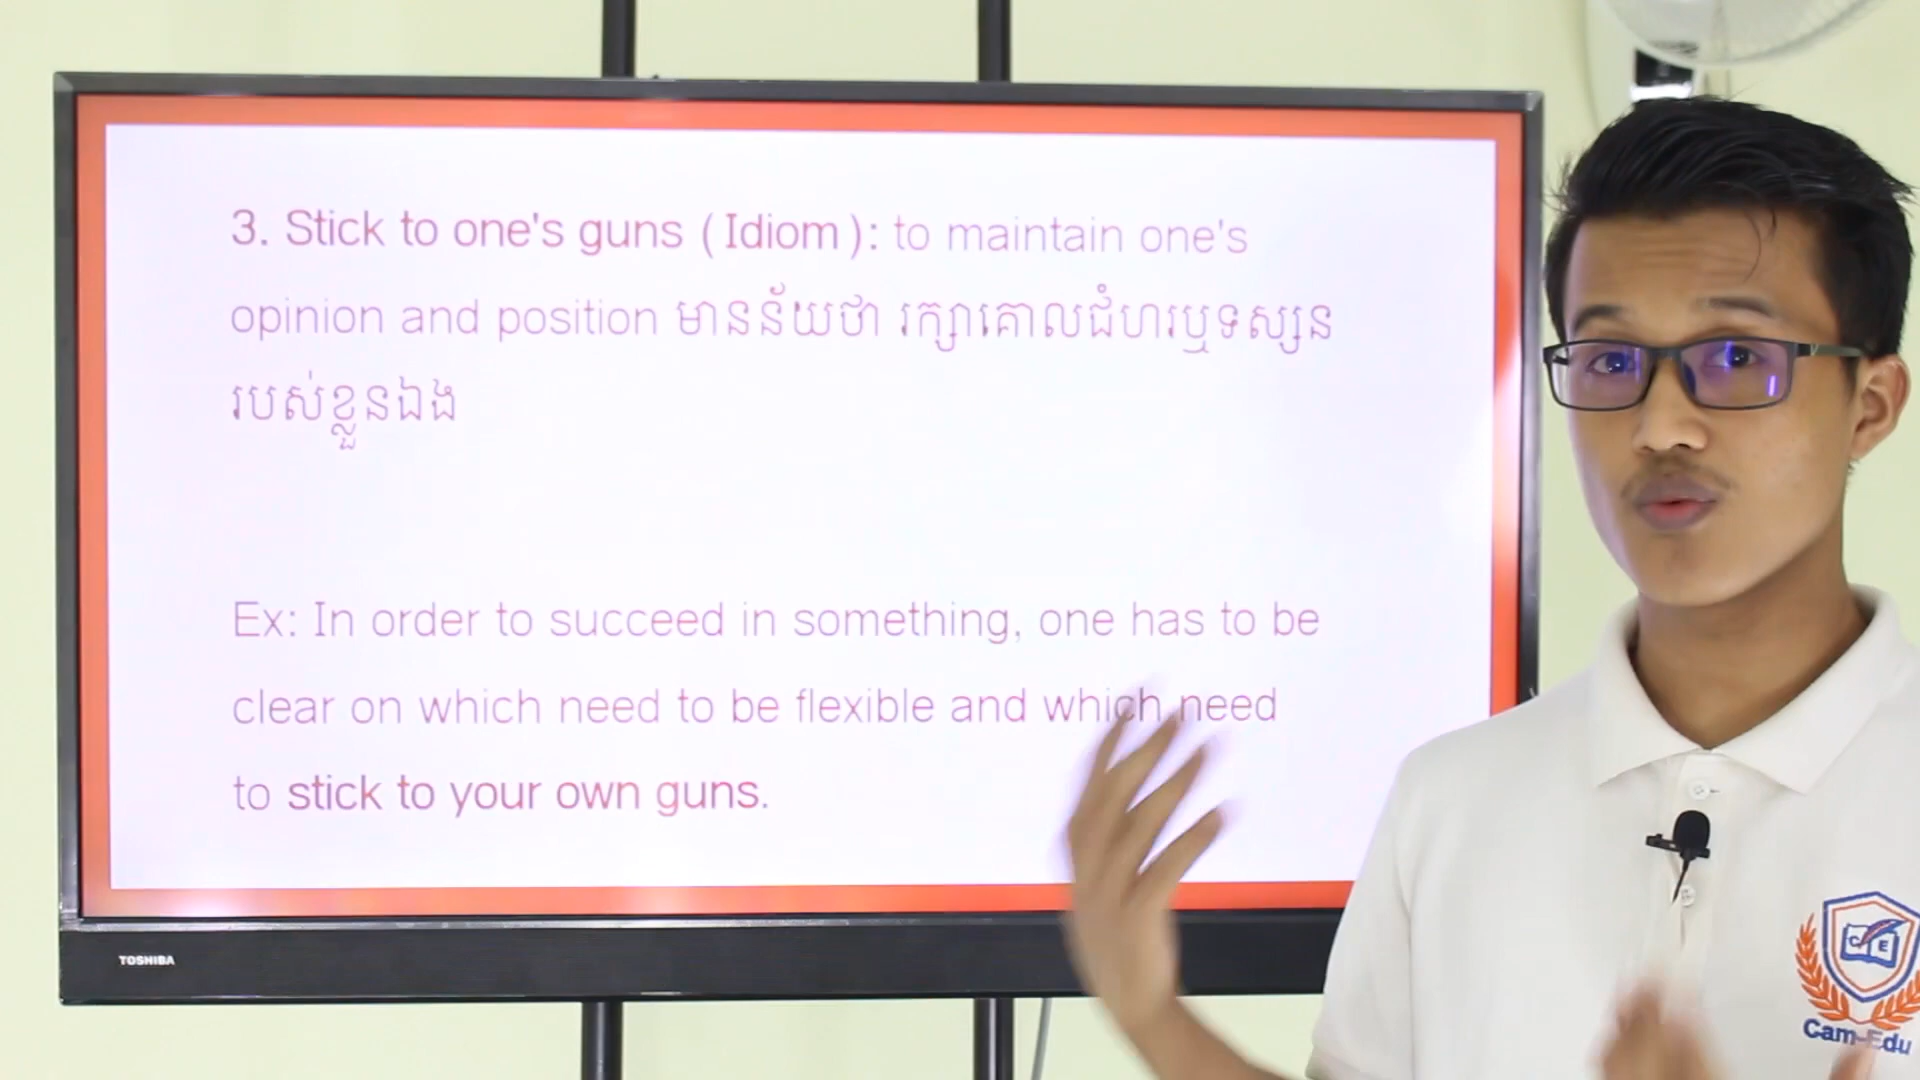 3. Stick to one's guns (Idiom): to maintain one's
opinion and position មានន័យថា រក្សាគោលជំហរឬទស្សន
របស់ខ្លួនឯង
Ex: In order to succeed in something, one has to be
clear on which need to be flexible and which need
to stick to your own guns.
TOSHIBA
C E
Cam-Edu